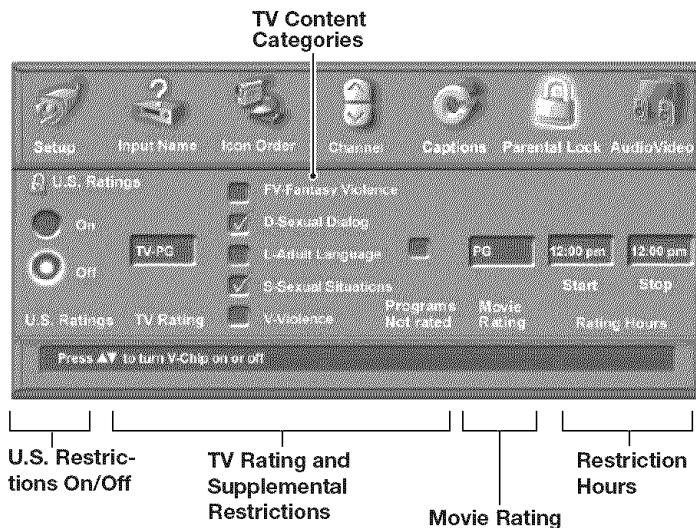 TV Content
Categories
Setup
Input Name
Icon Order
Channel
Captions
Parental Lock
AudioVideo
U.S. Ratings
On
Off
U.S. Ratings
TV-PG
TV Rating
FV-Fantasy Violence
D-Sexual Dialog
L-Adult Language
S-Sexual Situations
V-Violence
Programs
Not rated
PG
Movie
Rating
12:00 pm
Start
12:00 pm
Stop
Rating Hours
Press ▲▼ to turn V-Chip on or off
U.S. Restric-
tions On/Off
TV Rating and
Supplemental
Restrictions
Movie Rating
Restriction
Hours